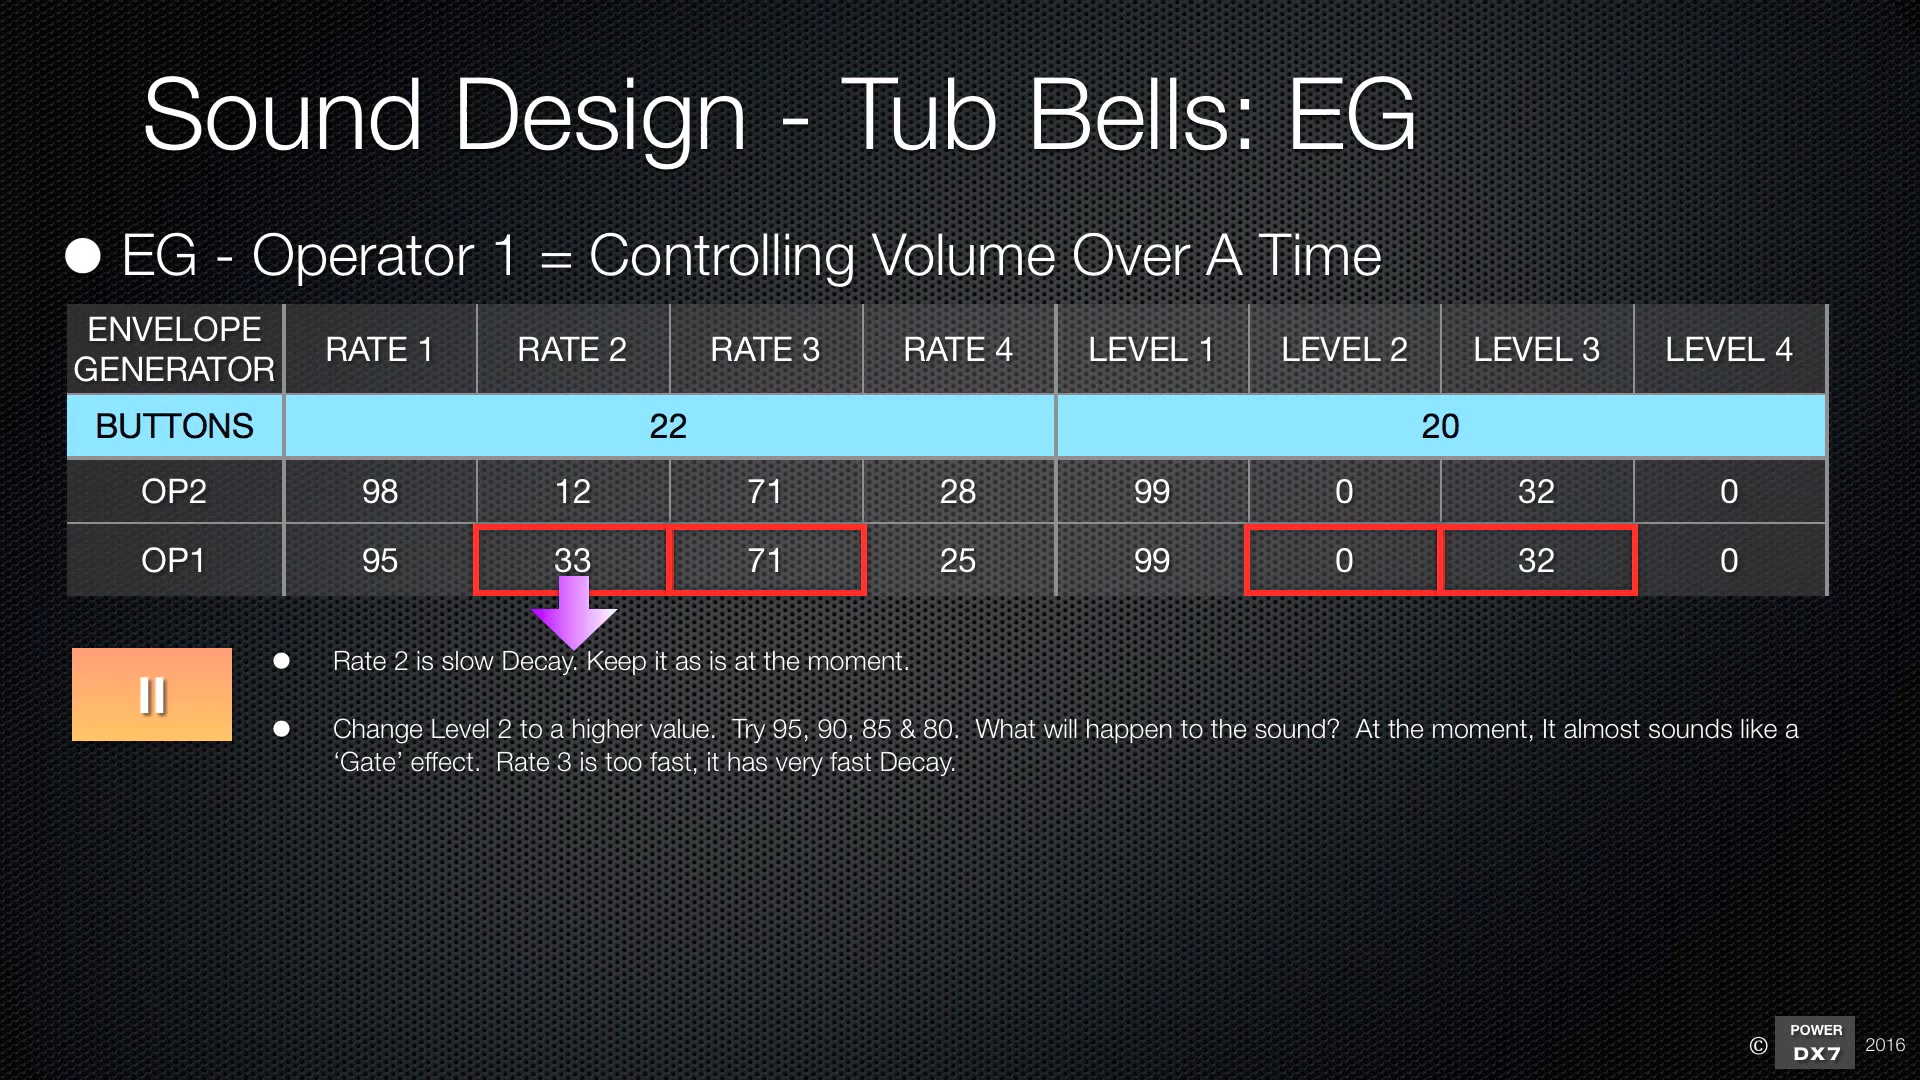 Sound Design - Tub Bells: EG
● EG - Operator 1 = Controlling Volume Over A Time
ENVELOPE GENERATOR RATE 1 RATE 2 RATE 3 RATE 4 LEVEL 1 LEVEL 2 LEVEL 3 LEVEL 4
BUTTONS 22 20
OP2 98 12 71 28 99 0 32 0
OP1 95 33 71 25 99 0 32 0
● Rate 2 is slow Decay. Keep it as is at the moment.
● Change Level 2 to a higher value.  Try 95, 90, 85 & 80.  What will happen to the sound?  At the moment, It almost sounds like a
‘Gate’ effect.  Rate 3 is too fast, it has very fast Decay.
© POWER DX7 2016